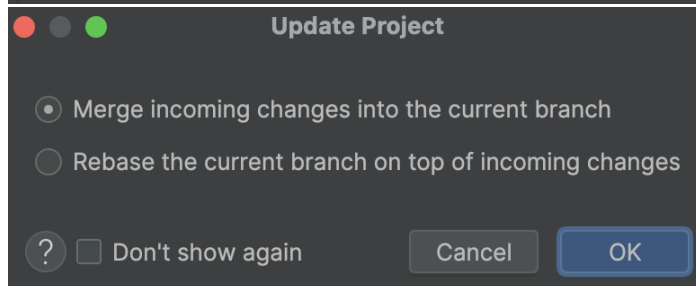 Update Project
Merge incoming changes into the current branch
Rebase the current branch on top of incoming changes
? Don't show again Cancel OK